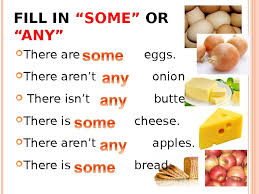 FILL IN “SOME” OR
“ANY”
There are some eggs.
There aren’t any onion
There isn’t any butte
There is some cheese.
There aren’t any apples.
There is some bread